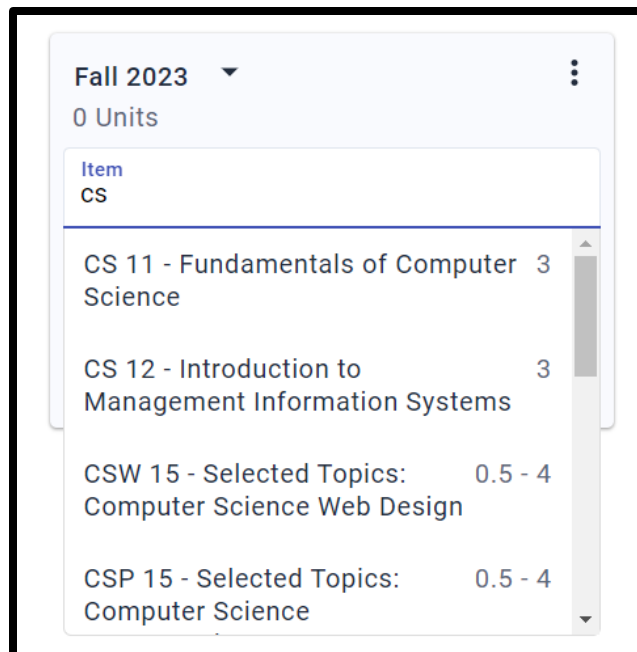 Fall 2023
0 Units
Item
cs
CS 11 - Fundamentals of Computer 3
Science
CS 12 - Introduction to 3
Management Information Systems
CSW 15 - Selected Topics: 0.5 - 4
Computer Science Web Design
CSP 15 - Selected Topics: 0.5 - 4
Computer Science